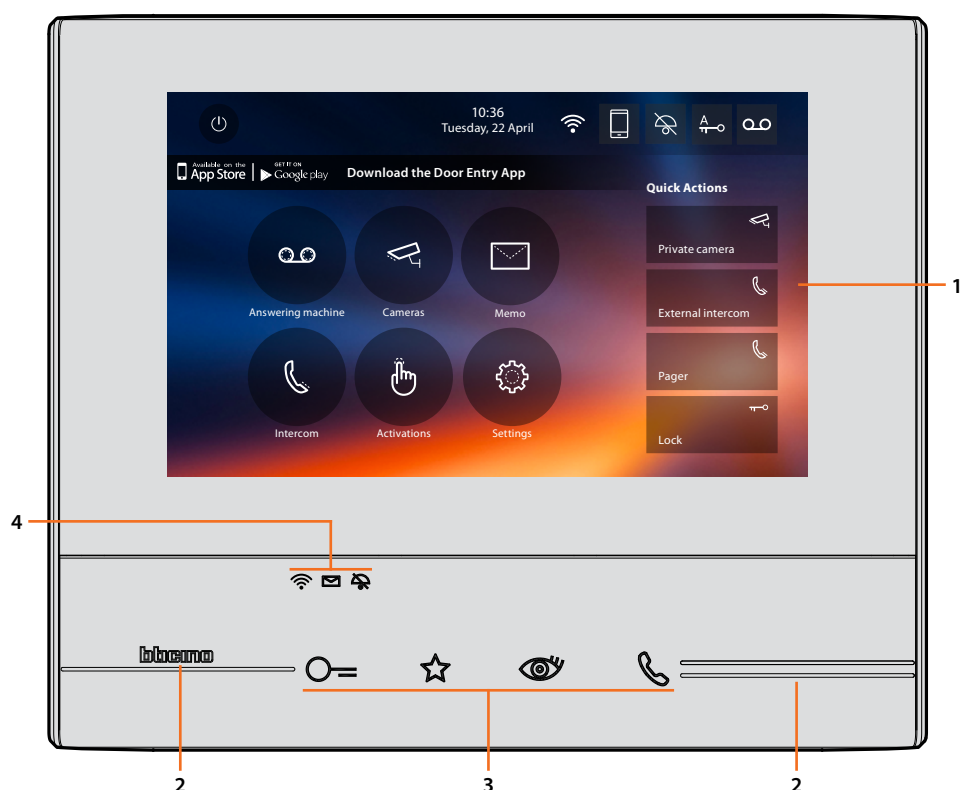 10:36
Tuesday, 22 April
A
Available on the
App Store
GET IT ON
Google play
Download the Door Entry App
Quick Actions
Private camera
External intercom
Pager
Lock
Answering machine
Cameras
Memo
Intercom
Activations
Settings
1
4
bticino
2
3
2